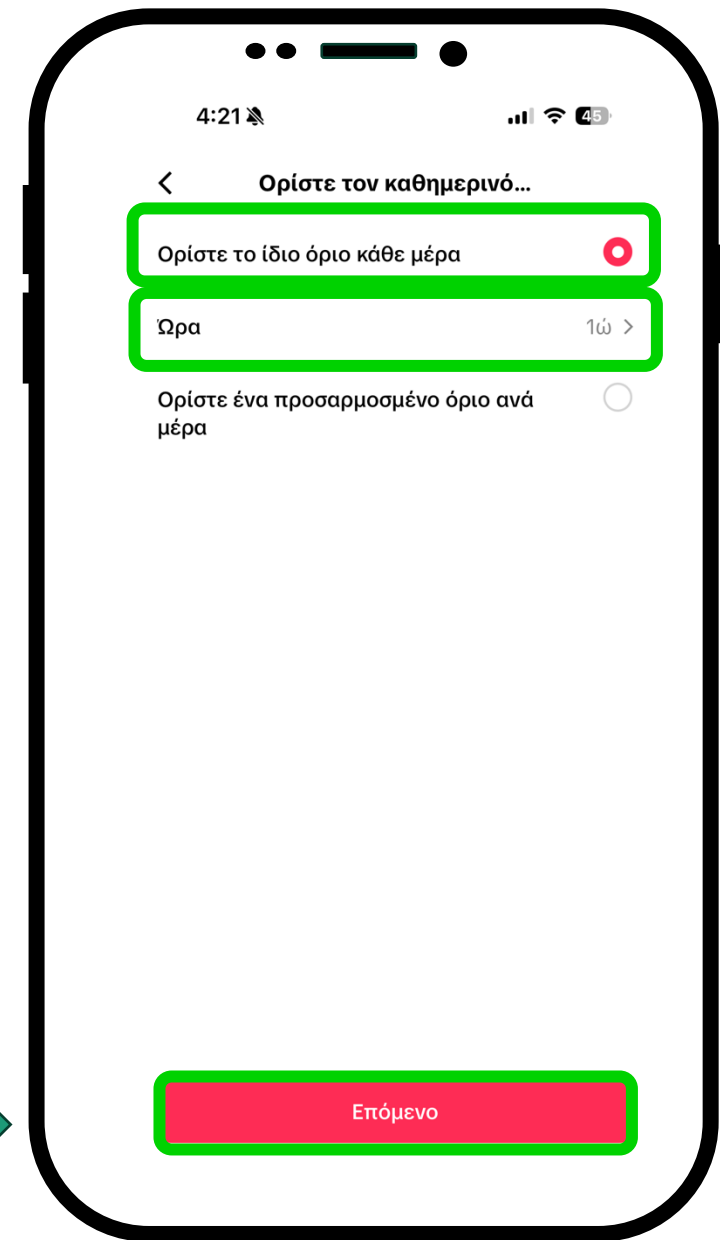 4:21
45
Ορίστε τον καθημερινό...
Ορίστε το ίδιο όριο κάθε μέρα
Ώρα
1ώ
Ορίστε ένα προσαρμοσμένο όριο ανά
μέρα
Επόμενο